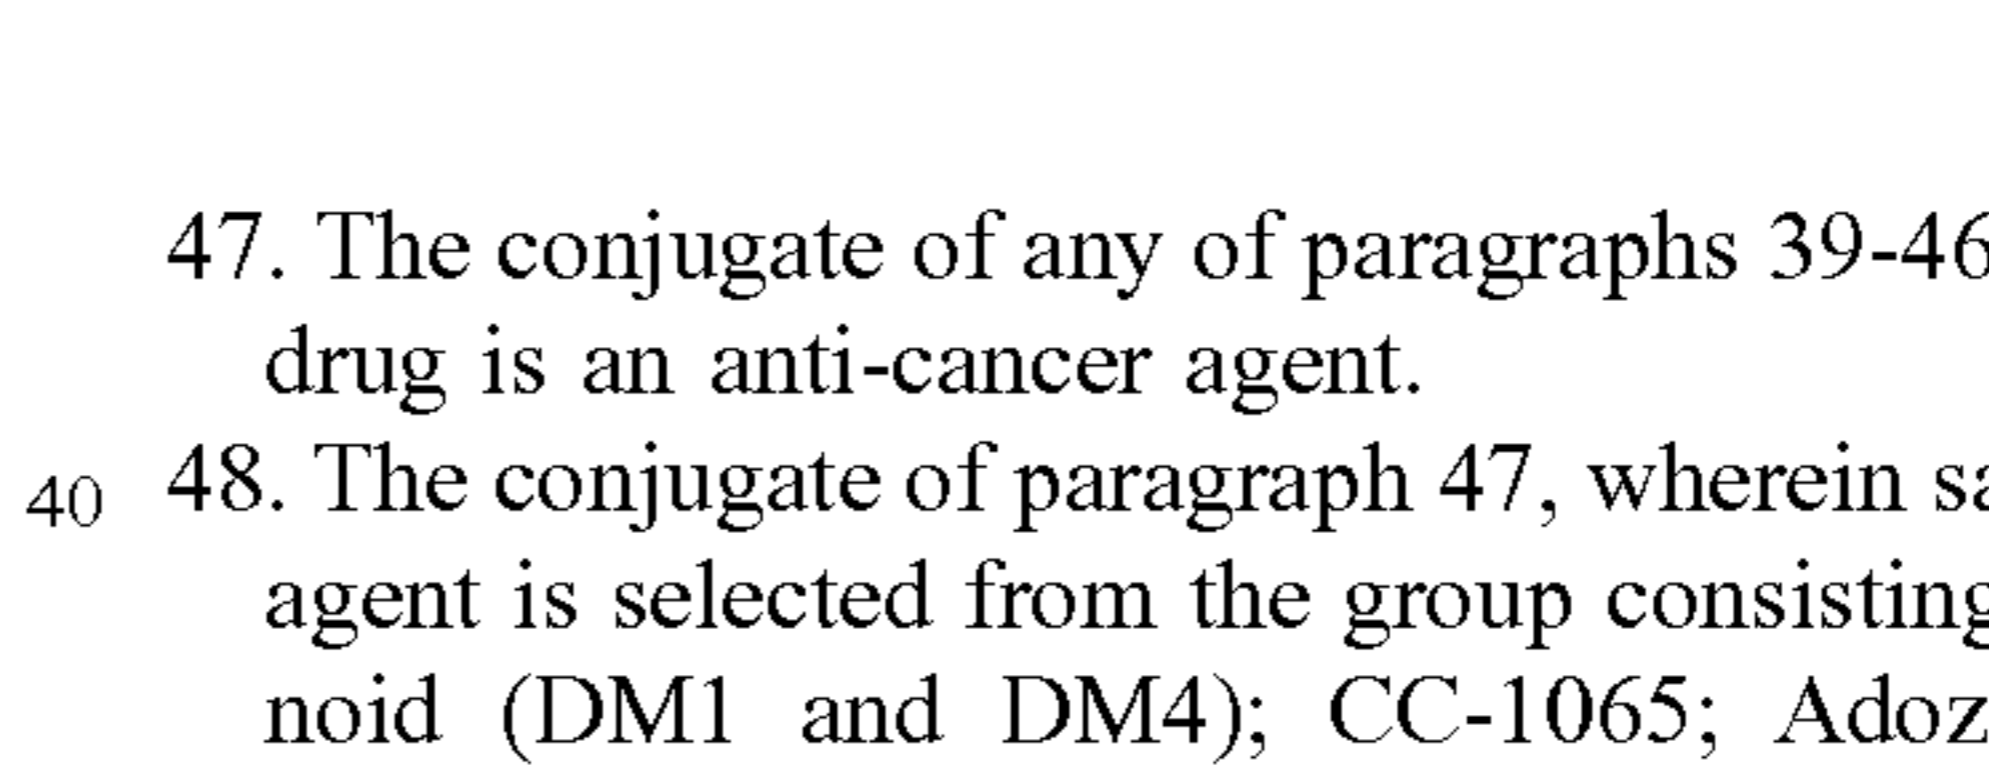 47. The conjugate of any of paragraphs 39-46
drug is an anti-cancer agent.
40 48. The conjugate of paragraph 47, wherein
agent is selected from the group consisting
noid (DM1 and DM4); CC-1065;